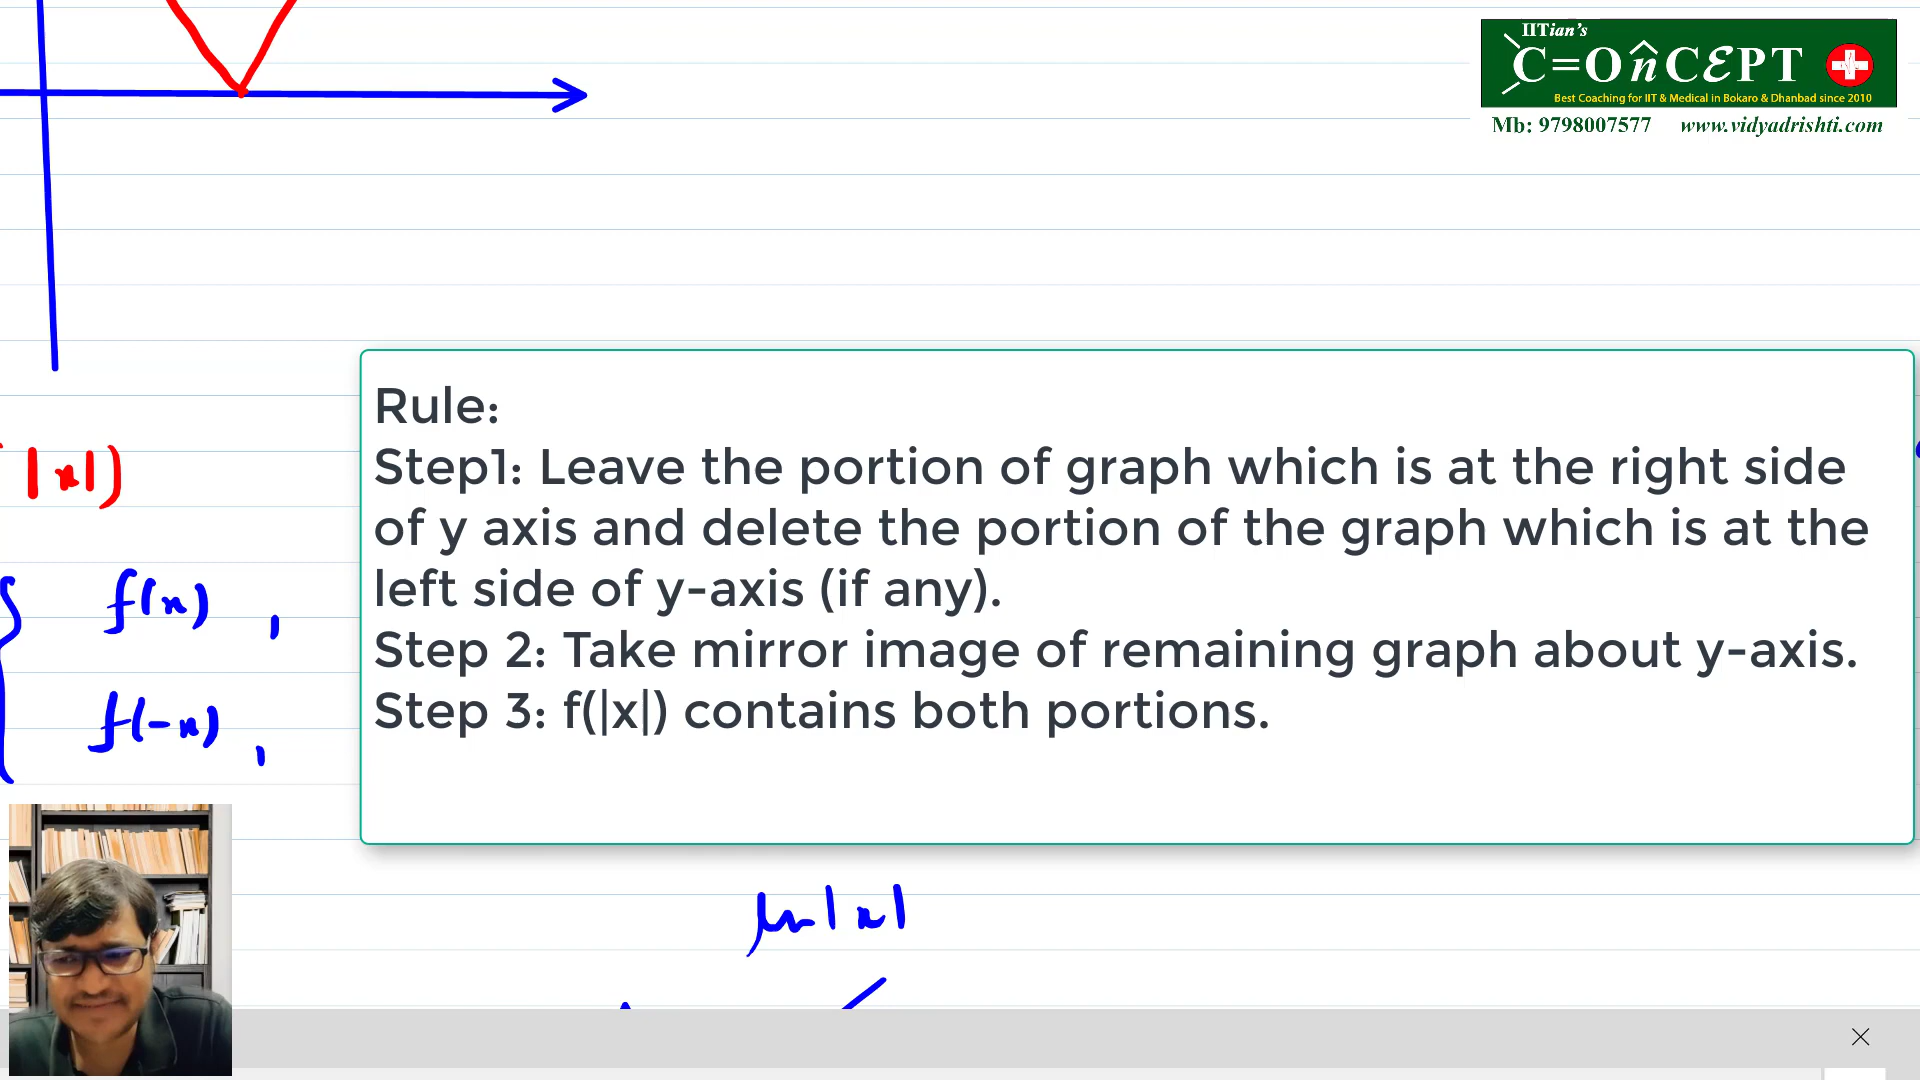 IITian's
C=OnCEPT
Best Coaching for IIT & Medical in Bokaro & Dhanbad since 2010
Mb: 9798007577 www.vidyadrishti.com
Rule:
Step1: Leave the portion of graph which is at the right side
of y axis and delete the portion of the graph which is at the
left side of y-axis (if any).
Step 2: Take mirror image of remaining graph about y-axis.
Step 3: f(|x|) contains both portions.
|x|)
f(x) ,
f(-x) ,
|x|